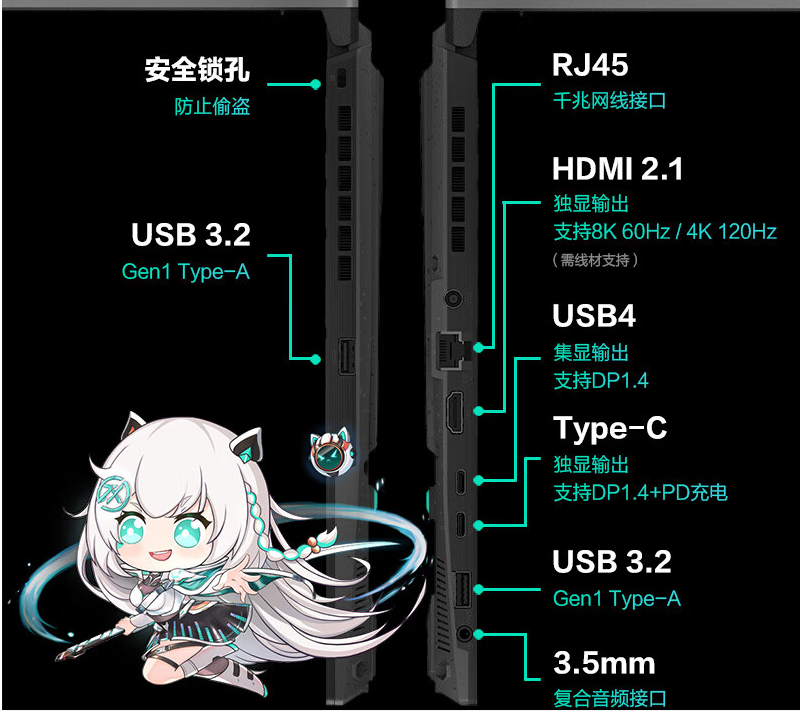 安全锁孔
防止偷盗
USB 3.2
Gen1 Type-A
RJ45
千兆网线接口
HDMI 2.1
独显输出
支持8K 60Hz / 4K 120Hz
(需线材支持)
USB4
集显输出
支持DP1.4
Type-C
独显输出
支持DP1.4+PD充电
USB 3.2
Gen1 Type-A
3.5mm
复合音频接口